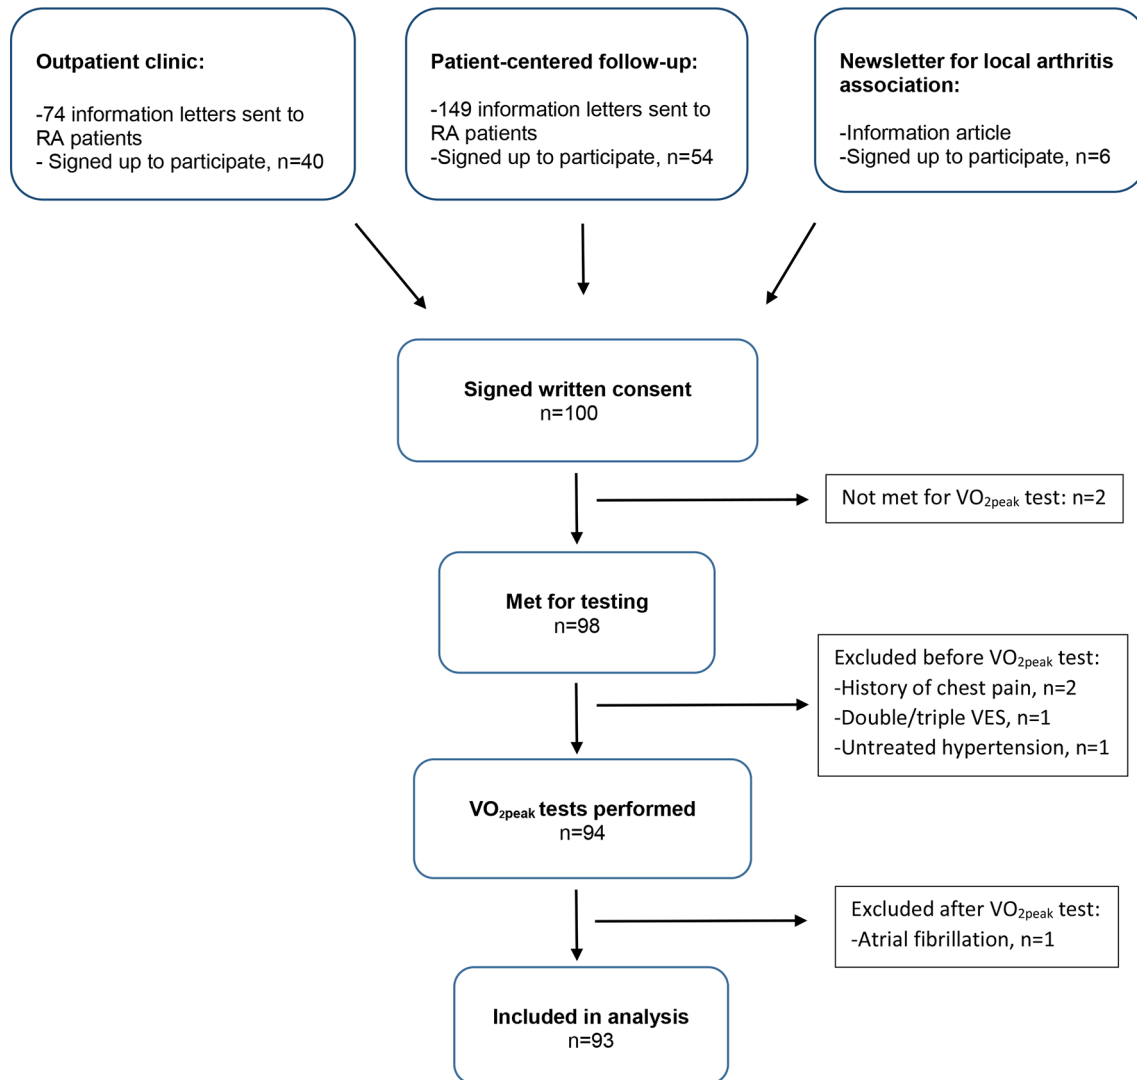 Outpatient clinic:
-74 information letters sent to
RA patients
- Signed up to participate, n=40
Patient-centered follow-up:
-149 information letters sent to
RA patients
-Signed up to participate, n=54
Newsletter for local arthritis
association:
-Information article
-Signed up to participate, n=6
Signed written consent
n=100
Not met for VO2peak test: n=2
Met for testing
n=98
Excluded before VO2peak test:
-History of chest pain, n=2
-Double/triple VES, n=1
-Untreated hypertension, n=1
VO2peak tests performed
n=94
Excluded after VO2peak test:
-Atrial fibrillation, n=1
Included in analysis
n=93